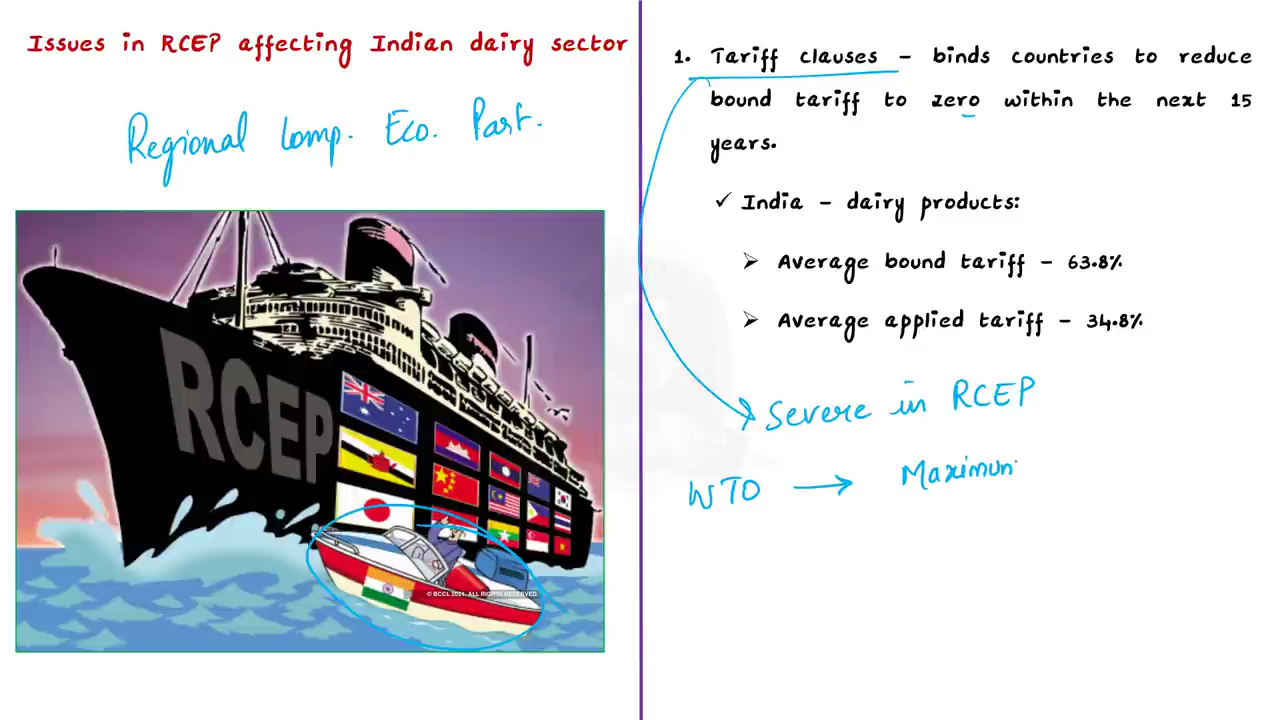 Issues in RCEP affecting Indian dairy sector
Regional Comp. Eco. Part.
RCEP
© BCCL 2021. ALL RIGHTS RESERVED.
1. Tariff clauses – binds countries to reduce
bound tariff to zero within the next 15
years.
✓ India – dairy products:
➢ Average bound tariff – 63.8%
➢ Average applied tariff – 34.8%
Severe in RCEP
WTO → Maximum